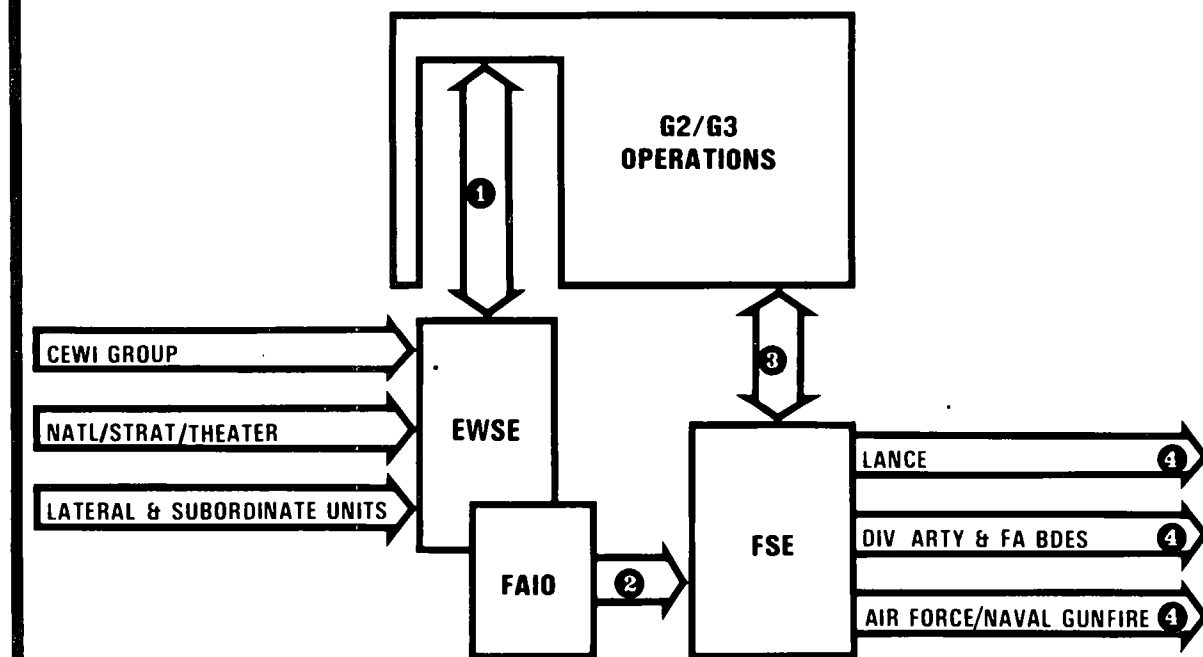 G2/G3
OPERATIONS
1
CEWI GROUP
3
NATL/STRAT/THEATER
EWSE
LANCE 4
LATERAL & SUBORDINATE UNITS
FSE
DIV ARTY & FA BDES 4
FAIO
2
AIR FORCE/NAVAL GUNFIRE 4